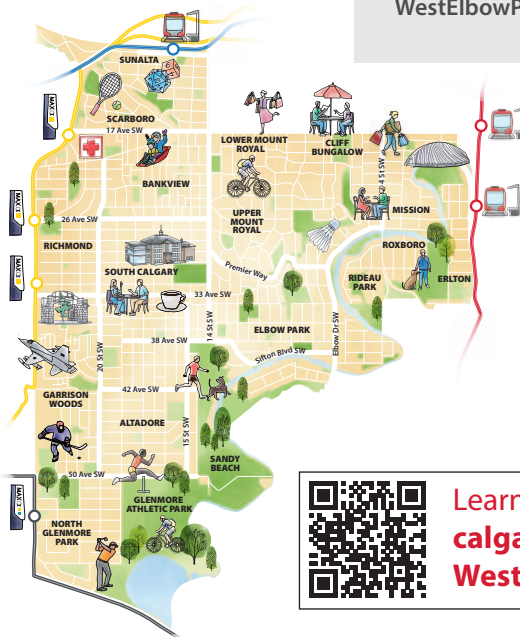 WestElbowP
SUNALTA
SCARBORO
17 Ave SW
LOWER MOUNT
ROYAL
CLIFF
BUNGALOW
BANKVIEW
4 St SW
MAX
UPPER
MOUNT
ROYAL
MISSION
26 Ave SW
RICHMOND
ROXBORO
SOUTH CALGARY
Premier Way
RIDEAU
PARK
ERLTON
MAX
MAX
33 Ave SW
14 St SW
ELBOW PARK
Elbow Dr SW
38 Ave SW
Sifton Blvd SW
20 St SW
42 Ave SW
GARRISON
WOODS
ALTADORE
15 St SW
SANDY
BEACH
50 Ave SW
GLENMORE
ATHLETIC PARK
MAX
NORTH
GLENMORE
PARK
Learn
calga
West